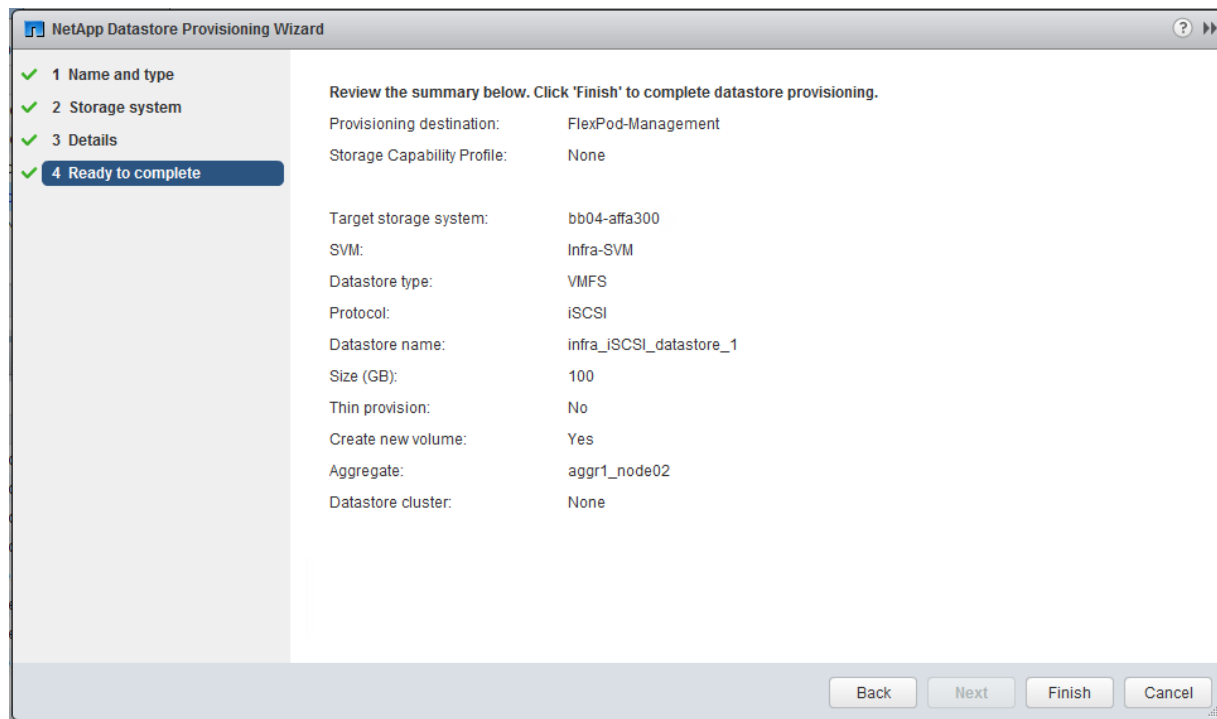 NetApp Datastore Provisioning Wizard
?
1 Name and type
2 Storage system
3 Details
4 Ready to complete
Review the summary below. Click 'Finish' to complete datastore provisioning.
Provisioning destination: FlexPod-Management
Storage Capability Profile: None
Target storage system: bb04-affa300
SVM: Infra-SVM
Datastore type: VMFS
Protocol: iSCSI
Datastore name: infra_iSCSI_datastore_1
Size (GB): 100
Thin provision: No
Create new volume: Yes
Aggregate: aggr1_node02
Datastore cluster: None
Back Next Finish Cancel